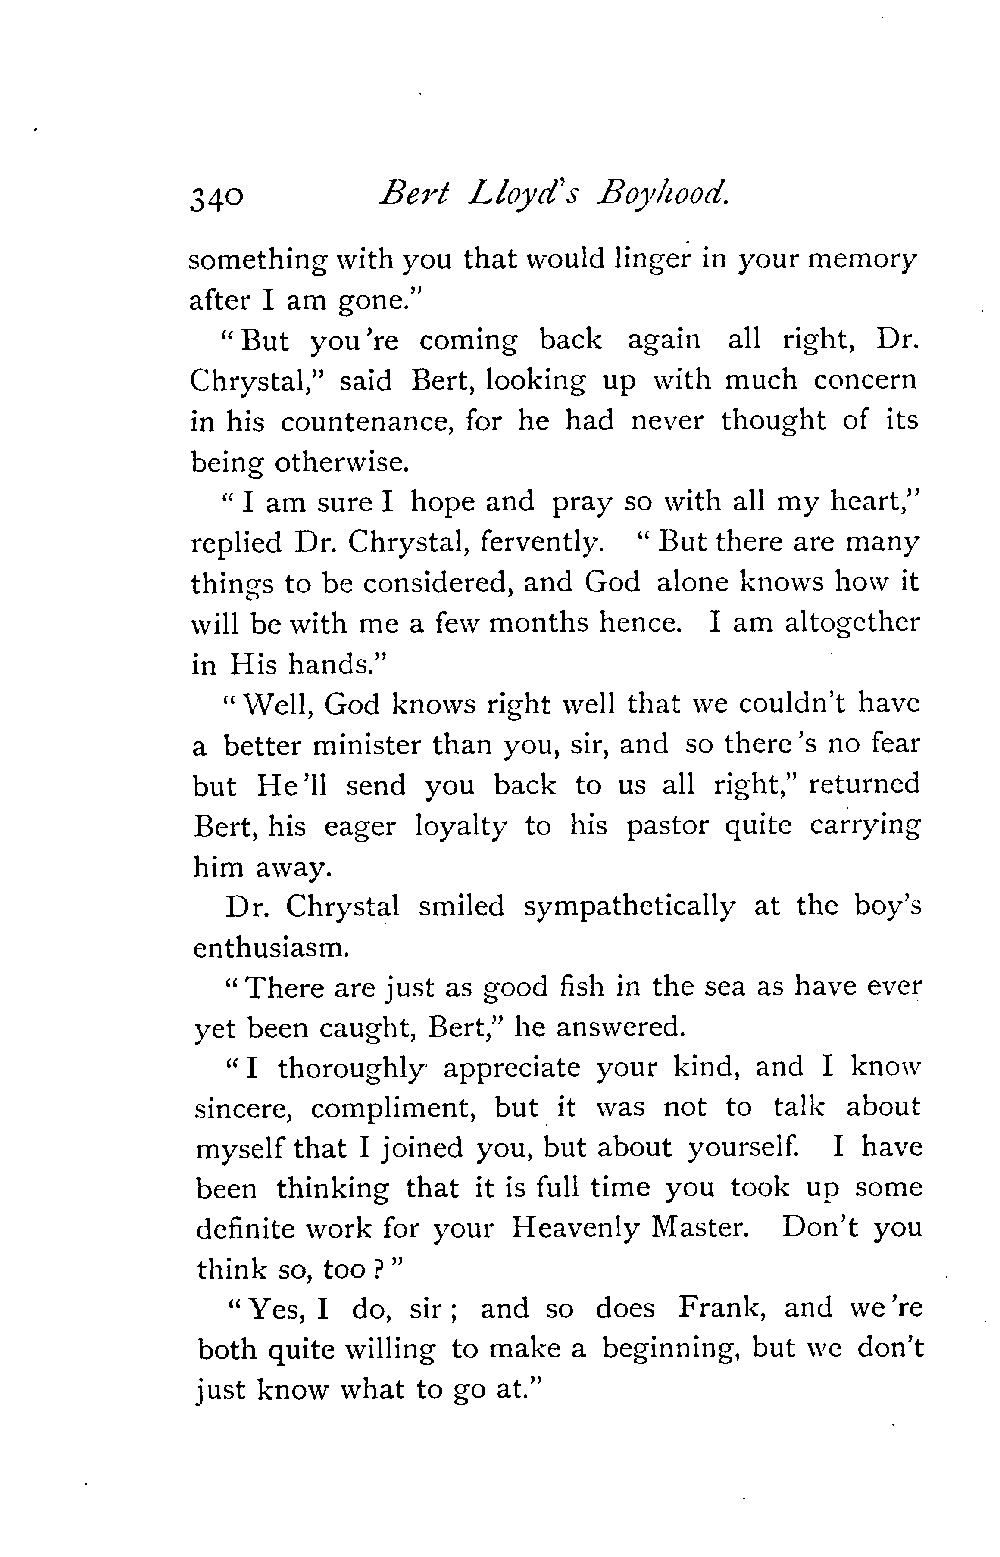 340 Bert Lloyd's Boyhood.
something with you that would linger in your memory
after I am gone."
"But you're coming back again all right, Dr.
Chrystal," said Bert, looking up with much concern
in his countenance, for he had never thought of its
being otherwise.
"I am sure I hope and pray so with all my heart,"
replied Dr. Chrystal, fervently. "But there are many
things to be considered, and God alone knows how it
will be with me a few months hence. I am altogether
in His hands."
"Well, God knows right well that we couldn't have
a better minister than you, sir, and so there's no fear
but He'll send you back to us all right," returned
Bert, his eager loyalty to his pastor quite carrying
him away.
Dr. Chrystal smiled sympathetically at the boy's
enthusiasm.
"There are just as good fish in the sea as have ever
yet been caught, Bert," he answered.
"I thoroughly appreciate your kind, and I know
sincere, compliment, but it was not to talk about
myself that I joined you, but about yourself. I have
been thinking that it is full time you took up some
definite work for your Heavenly Master. Don't you
think so, too?"
"Yes, I do, sir; and so does Frank, and we're
both quite willing to make a beginning, but we don't
just know what to go at."